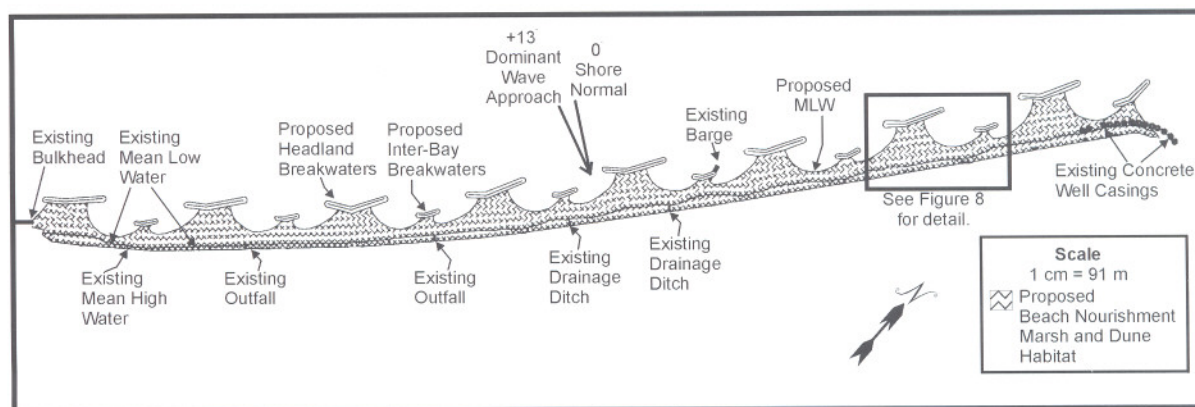 +13°
Dominant
Wave
Approach
0°
Shore
Normal
Existing
Bulkhead
Existing
Mean Low
Water
Proposed
Headland
Breakwaters
Proposed
Inter-Bay
Breakwaters
Existing
Barge
Proposed
MLW
Existing Concrete
Well Casings
See Figure 8
for detail.
Existing
Mean High
Water
Existing
Outfall
Existing
Outfall
Existing
Drainage
Ditch
Existing
Drainage
Ditch
N
Scale
1 cm = 91 m
Proposed
Beach Nourishment
Marsh and Dune
Habitat